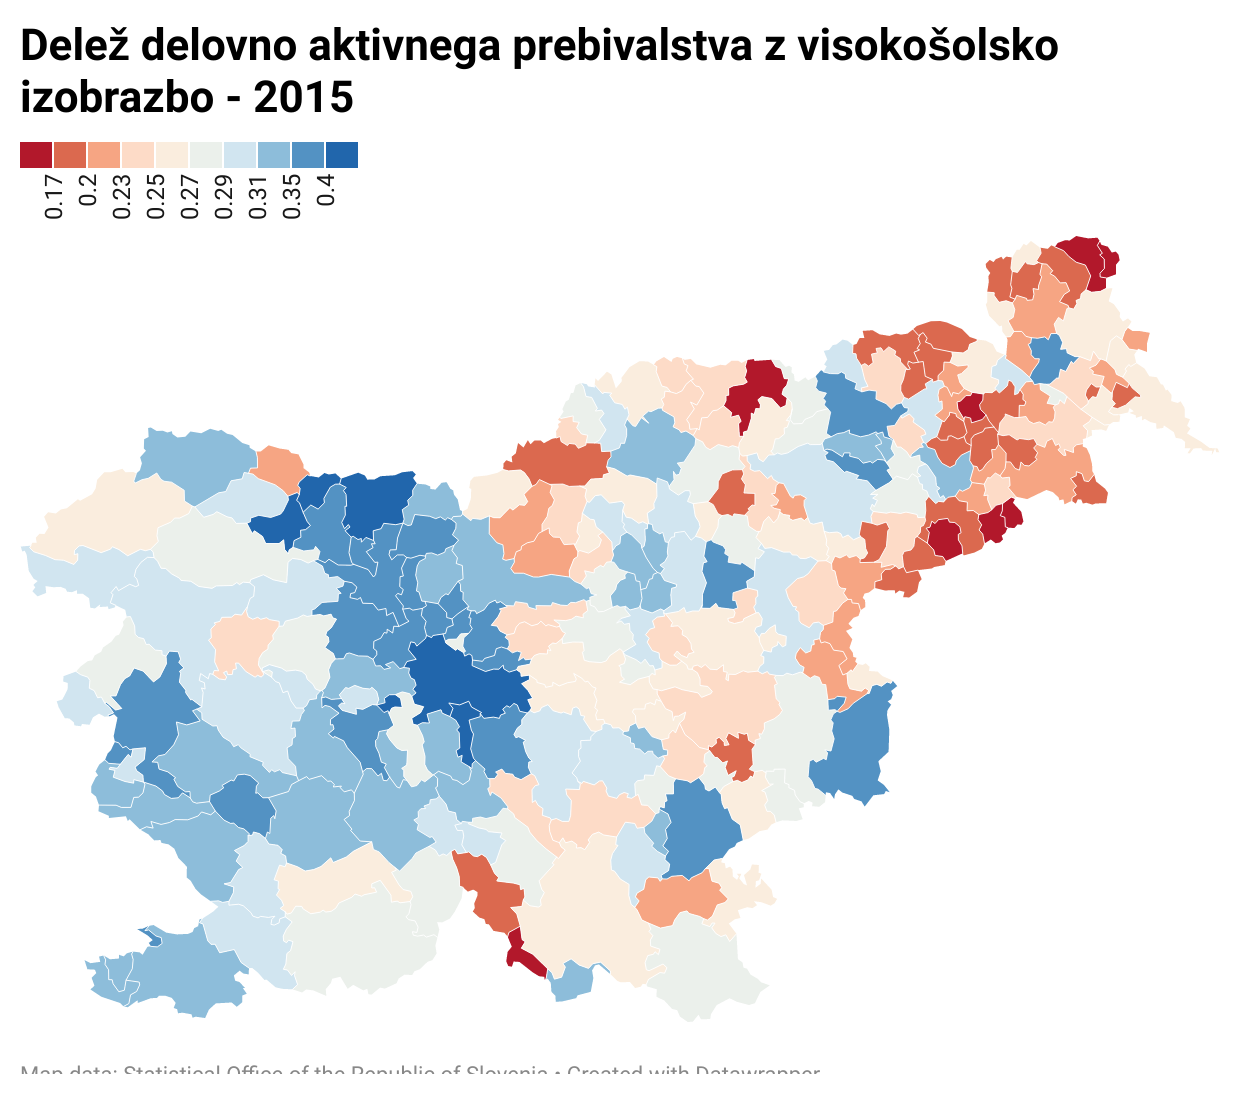 Delež delovno aktivnega prebivalstva z visokošolsko
izobrazbo - 2015
0.17 0.2 0.23 0.25 0.27 0.29 0.31 0.35 0.4
Map data: Statistical Office of the Republic of Slovenia • Created with Datawrapper